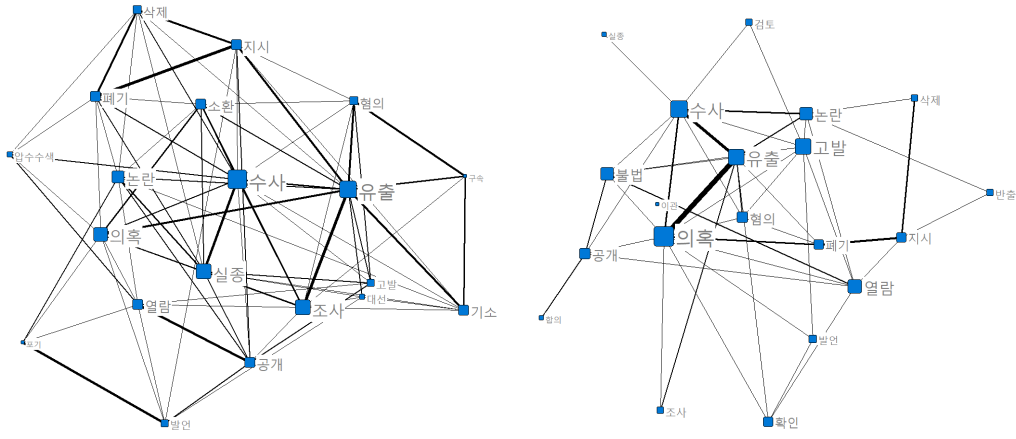 삭제
지시
폐기
소환
혐의
압수수색
논란
수사
유출
구속
의혹
실종
고발
대선
열람
조사
기소
포기
공개
발언
검토
실종
삭제
수사
논란
고발
유출
불법
반출
이관
혐의
의혹
지시
폐기
공개
열람
합의
발언
조사
확인